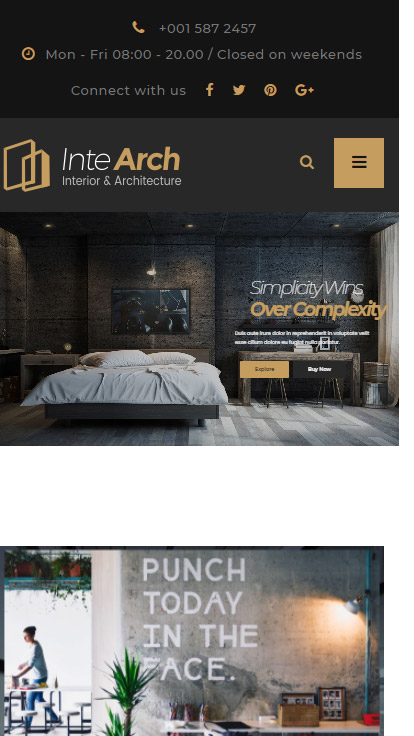 +001 587 2457
Mon - Fri 08:00 - 20.00 / Closed on weekends
Connect with us
Inte Arch
Interior & Architecture
Simplicity Wins
Over Complexity
Duis aute irure dolor in reprehenderit in voluptate velit
esse cillum dolore eu fugiat nulla pariatur.
Explore
Buy Now
PUNCH
TODAY
IN THE
FACE.